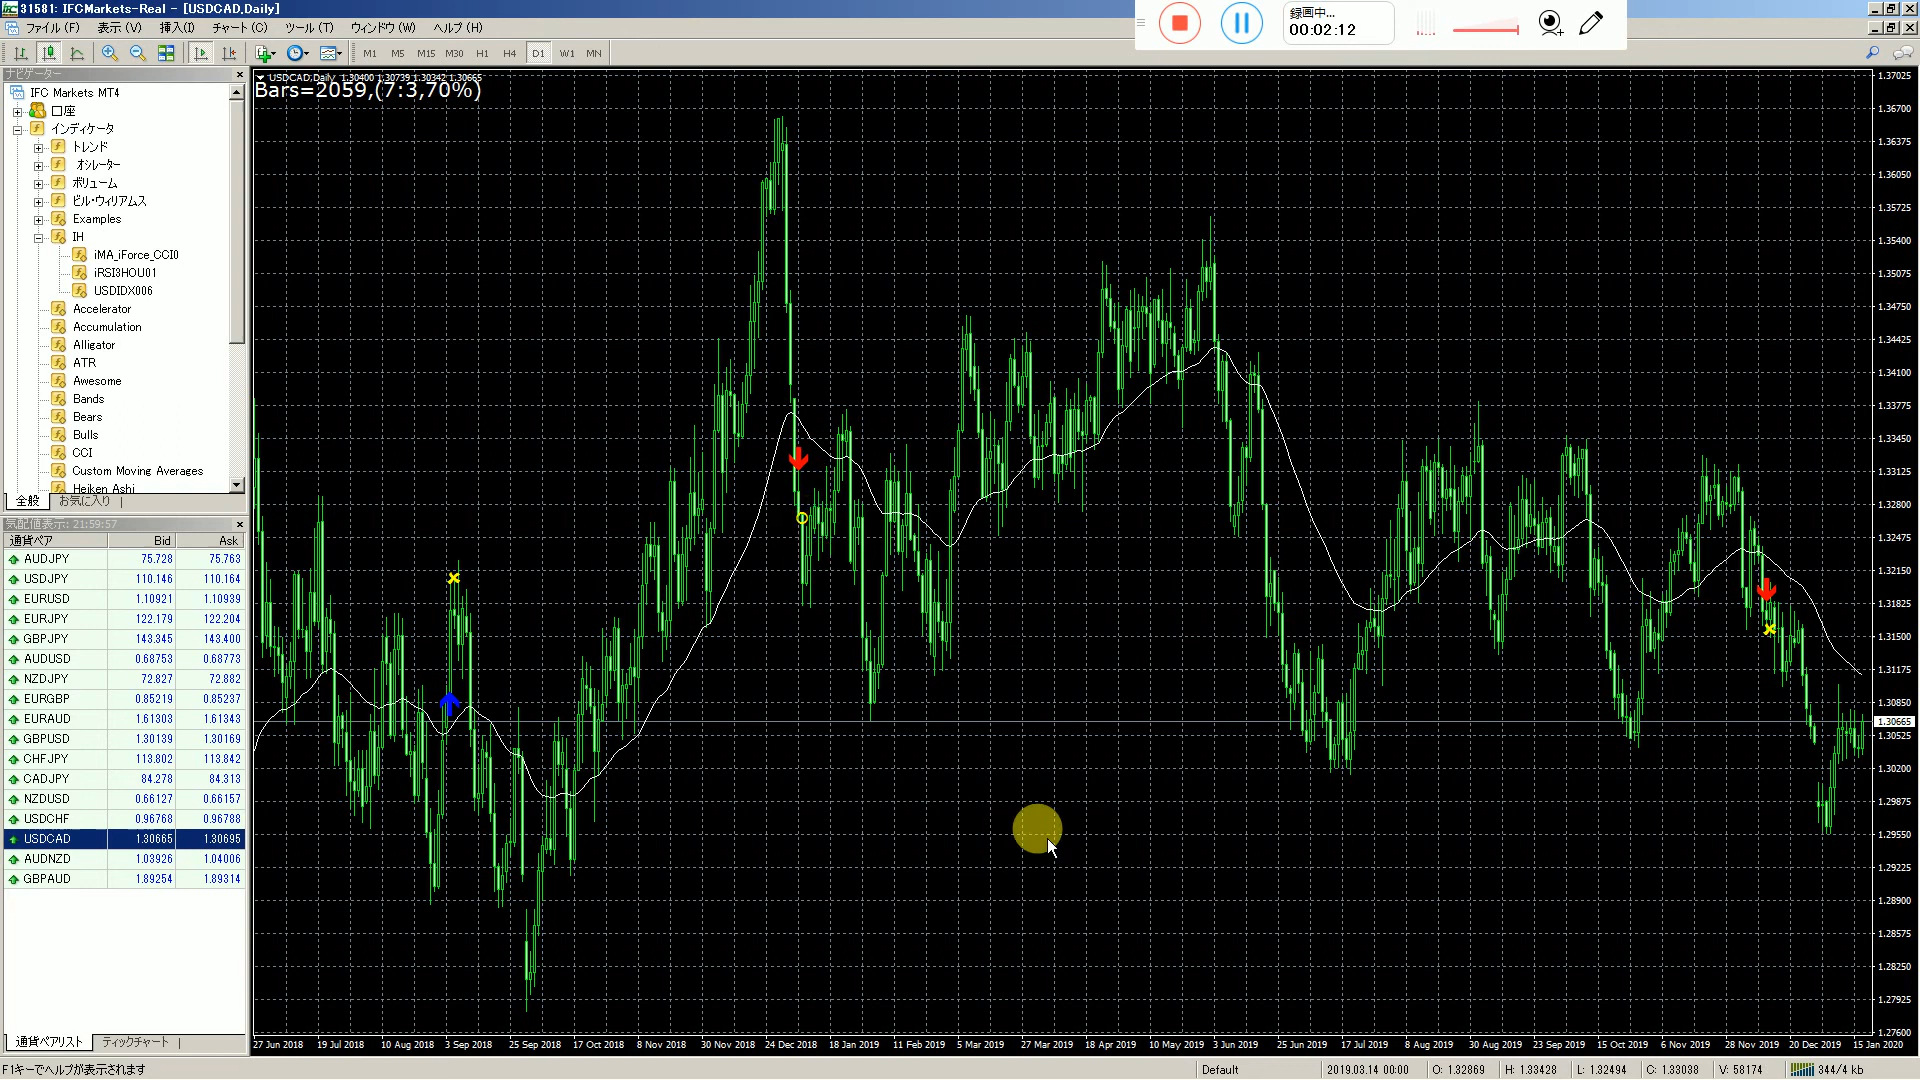 31581: IFCMarkets-Real - [USDCAD,Daily]
ファイル (F) 表示 (V) 挿入(I) チャート (C) ツール (T) ウィンドウ (W) ヘルプ (H)
録画中...
00:02:12
M1 M5 M15 M30 H1 H4 D1 W1 MN
ナビゲーター
IFC Markets MT4
口座
インディケータ
トレンド
オシレーター
ボリューム
ビル・ウィリアムス
Examples
IH
iMA_iForce_CCI0
iRSI3HOU01
USDIDX006
Accelerator
Accumulation
Alligator
ATR
Awesome
Bands
Bears
Bulls
CCI
Custom Moving Averages
Heiken Ashi
全般 お気に入り
気配値表示: 21:59:57
通貨ペア Bid Ask
AUDJPY 75.728 75.763
USDJPY 110.146 110.164
EURUSD 1.10921 1.10939
EURJPY 122.179 122.204
GBPJPY 143.345 143.400
AUDUSD 0.68753 0.68773
NZDJPY 72.827 72.882
EURGBP 0.85219 0.85237
EURAUD 1.61303 1.61343
GBPUSD 1.30139 1.30169
CHFJPY 113.802 113.842
CADJPY 84.278 84.313
NZDUSD 0.66127 0.66157
USDCHF 0.96768 0.96788
USDCAD 1.30665 1.30695
AUDNZD 1.03926 1.04006
GBPAUD 1.89254 1.89314
通貨ペアリスト ティックチャート
USDCAD,Daily 1.30400 1.30739 1.30342 1.30665
Bars=2059,(7:3,70%)
1.37025
1.36700
1.36375
1.36050
1.35725
1.35400
1.35075
1.34750
1.34425
1.34100
1.33775
1.33450
1.33125
1.32800
1.32475
1.32150
1.31825
1.31500
1.31175
1.30850
1.30665
1.30525
1.30200
1.29875
1.29550
1.29225
1.28900
1.28575
1.28250
1.27925
1.27600
27 Jun 2018 19 Jul 2018 10 Aug 2018 3 Sep 2018 25 Sep 2018 17 Oct 2018 8 Nov 2018 30 Nov 2018 24 Dec 2018 18 Jan 2019 11 Feb 2019 5 Mar 2019 27 Mar 2019 18 Apr 2019 10 May 2019 3 Jun 2019 25 Jun 2019 17 Jul 2019 8 Aug 2019 30 Aug 2019 23 Sep 2019 15 Oct 2019 6 Nov 2019 28 Nov 2019 20 Dec 2019 15 Jan 2020
F1キーでヘルプが表示されます Default 2019.03.14 00:00 O: 1.32869 H: 1.33428 L: 1.32494 C: 1.33038 V: 58174 344/4 kb